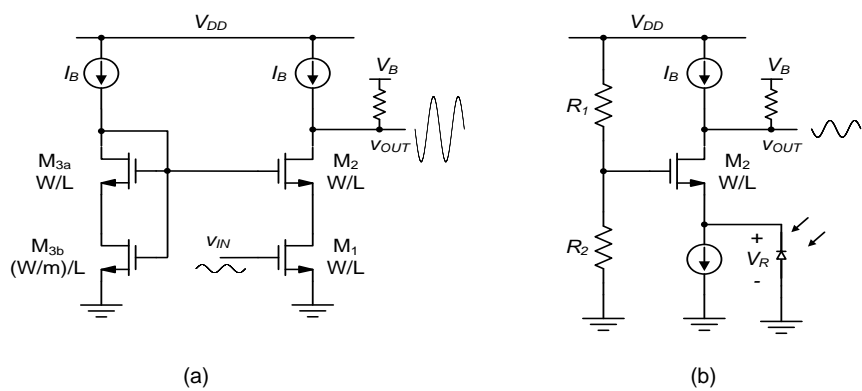 V_DD
I_B
I_B
V_B
v_OUT
M_3a
W/L
M_2
W/L
M_3b
(W/m)/L
v_IN
M_1
W/L
(a)
V_DD
I_B
V_B
R_1
v_OUT
M_2
W/L
R_2
+
V_R
-
(b)